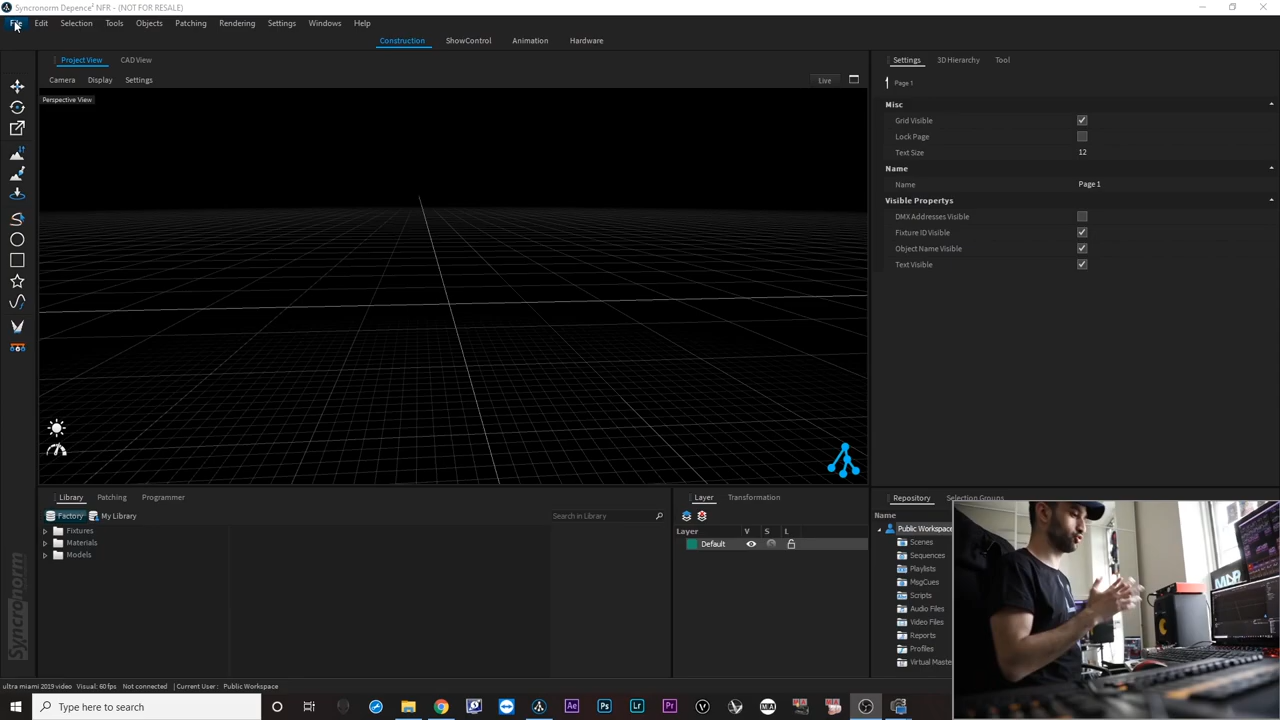 Syncronorm Depence² NFR - (NOT FOR RESALE)
File Edit Selection Tools Objects Patching Rendering Settings Windows Help
Construction ShowControl Animation Hardware
Project View CAD View
Camera Display Settings Live
Perspective View
Settings 3D Hierarchy Tool
Page 1
Misc
Grid Visible
Lock Page
Text Size 12
Name
Name Page 1
Visible Propertys
DMX Addresses Visible
Fixture ID Visible
Object Name Visible
Text Visible
Library Patching Programmer
Factory My Library Search in Library
Fixtures
Materials
Models
Layer Transformation
Layer V S L
Default
Repository Selection Groups
Name
Public Workspace
Scenes
Sequences
Playlists
MsgCues
Scripts
Audio Files
Video Files
Reports
Profiles
Virtual Maste
Syncronorm
ultra miami 2019 video Visual: 60 fps Not connected | Current User : Public Workspace
Type here to search
Ae Ps Lr Pr